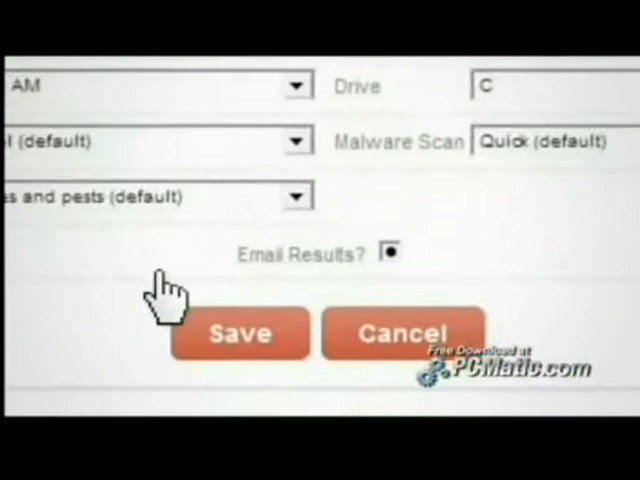 AM
Drive
C
(default)
Malware Scan
Quick (default)
and pests (default)
Email Results?
Save
Cancel
Free Download at
PCMatic.com